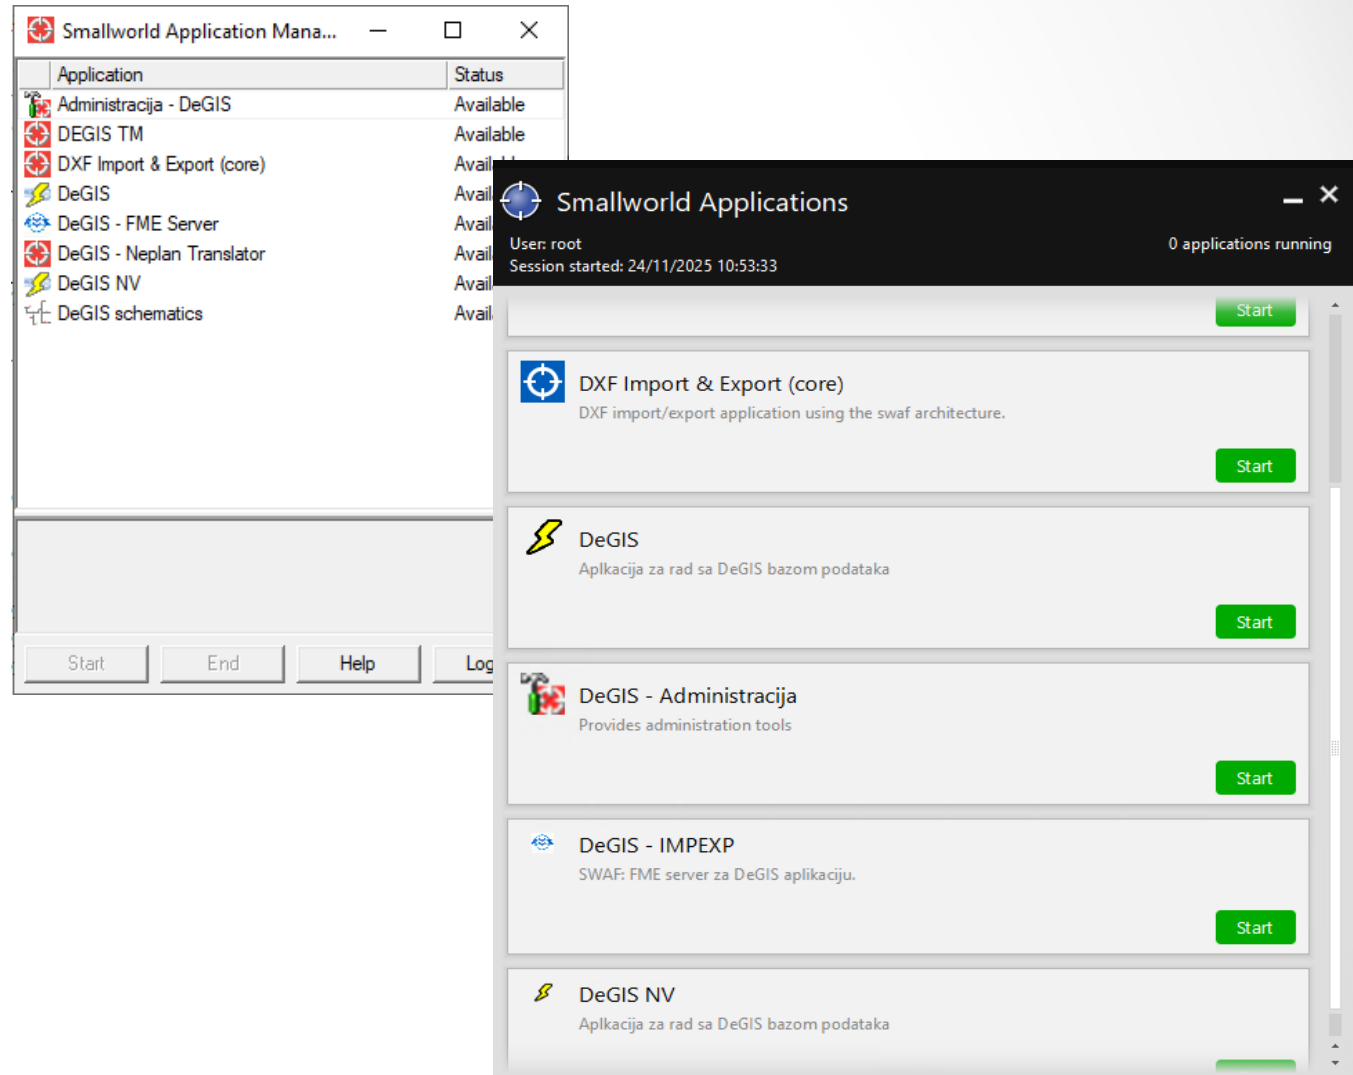 Smallworld Application Mana...
Application Status
Administracija - DeGIS Available
DEGIS TM Available
DXF Import & Export (core)
DeGIS
DeGIS - FME Server
DeGIS - Neplan Translator
DeGIS NV
DeGIS schematics
Start End Help
Smallworld Applications
User: root 0 applications running
Session started: 24/11/2025 10:53:33
Start
DXF Import & Export (core)
DXF import/export application using the swaf architecture.
Start
DeGIS
Aplkacija za rad sa DeGIS bazom podataka
Start
DeGIS - Administracija
Provides administration tools
Start
DeGIS - IMPEXP
SWAF: FME server za DeGIS aplikaciju.
Start
DeGIS NV
Aplkacija za rad sa DeGIS bazom podataka